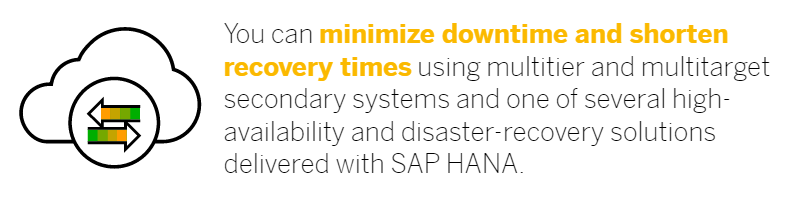 You can minimize downtime and shorten
recovery times using multitier and multitarget
secondary systems and one of several high-
availability and disaster-recovery solutions
delivered with SAP HANA.